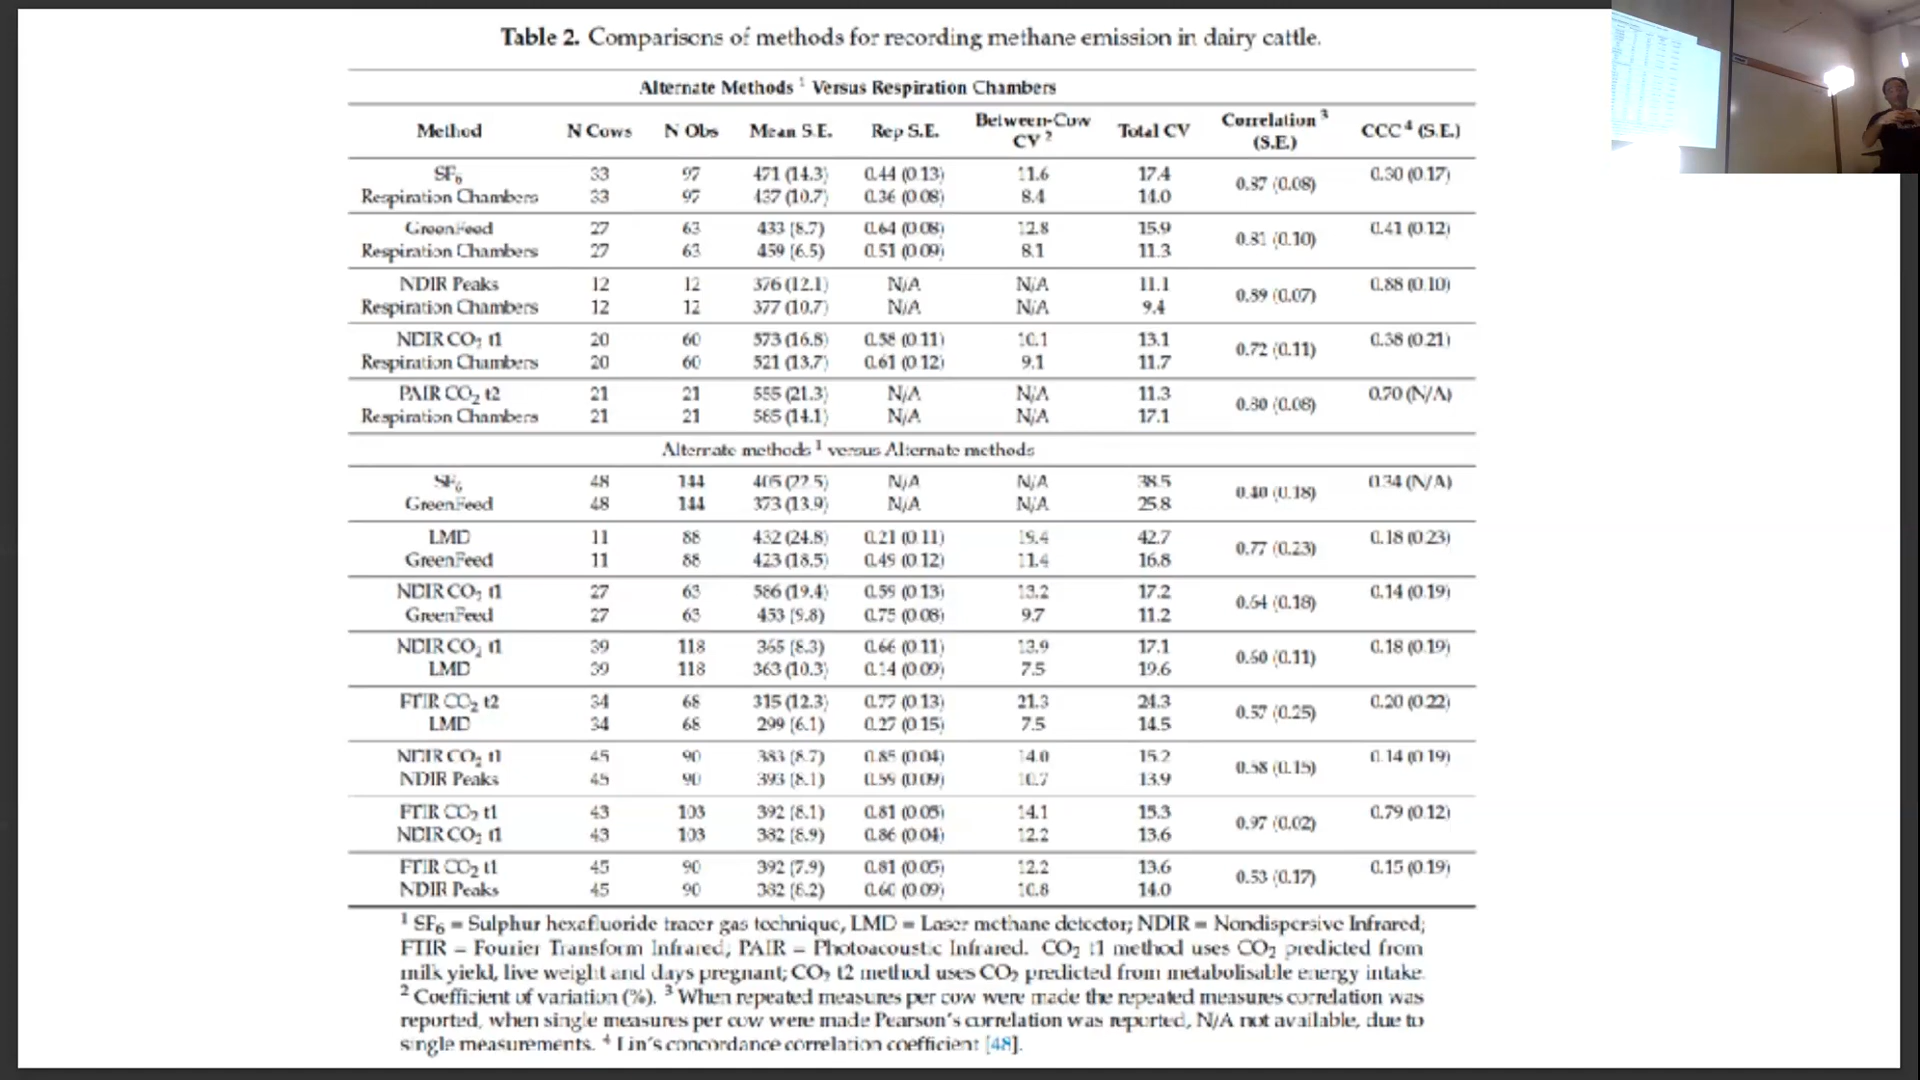 Table 2. Comparisons of methods for recording methane emission in dairy cattle.
Alternate Methods 1 Versus Respiration Chambers
Method N Cows N Obs Mean S.E. Rep S.E. Between-Cow CV 2 Total CV Correlation 3 (S.E.) CCC 4 (S.E.)
SF6 33 97 471 (14.3) 0.44 (0.13) 11.6 17.4 0.87 (0.08) 0.30 (0.17)
Respiration Chambers 33 97 437 (10.7) 0.36 (0.08) 8.4 14.0
GreenFeed 27 63 433 (8.7) 0.64 (0.08) 12.8 15.9 0.81 (0.10) 0.41 (0.12)
Respiration Chambers 27 63 459 (6.5) 0.51 (0.09) 8.1 11.3
NDIR Peaks 12 12 376 (12.1) N/A N/A 11.1 0.89 (0.07) 0.88 (0.10)
Respiration Chambers 12 12 377 (10.7) N/A N/A 9.4
NDIR CO2 t1 20 60 573 (16.8) 0.58 (0.11) 10.1 13.1 0.72 (0.11) 0.38 (0.21)
Respiration Chambers 20 60 521 (13.7) 0.61 (0.12) 9.1 11.7
PAIR CO2 t2 21 21 555 (21.3) N/A N/A 11.3 0.80 (0.08) 0.70 (N/A)
Respiration Chambers 21 21 565 (14.1) N/A N/A 17.1
Alternate methods 1 versus Alternate methods
SF6 48 144 405 (22.5) N/A N/A 38.5 0.40 (0.18) 0.34 (N/A)
GreenFeed 48 144 373 (13.9) N/A N/A 25.8
LMD 11 88 432 (24.8) 0.21 (0.11) 19.4 42.7 0.77 (0.23) 0.18 (0.23)
GreenFeed 11 88 423 (18.5) 0.49 (0.12) 11.4 16.8
NDIR CO2 t1 27 63 586 (19.4) 0.59 (0.13) 13.2 17.2 0.64 (0.18) 0.14 (0.19)
GreenFeed 27 63 453 (9.8) 0.75 (0.08) 9.7 11.2
NDIR CO2 t1 39 118 365 (8.3) 0.66 (0.11) 13.9 17.1 0.60 (0.11) 0.18 (0.19)
LMD 39 118 363 (10.3) 0.14 (0.09) 7.5 19.6
FTIR CO2 t2 34 68 315 (12.3) 0.77 (0.13) 21.3 24.3 0.57 (0.25) 0.20 (0.22)
LMD 34 68 299 (6.1) 0.27 (0.15) 7.5 14.5
NDIR CO2 t1 45 90 383 (8.7) 0.85 (0.04) 14.0 15.2 0.58 (0.15) 0.14 (0.19)
NDIR Peaks 45 90 393 (8.1) 0.59 (0.09) 10.7 13.9
FTIR CO2 t1 43 103 392 (8.1) 0.81 (0.05) 14.1 15.3 0.97 (0.02) 0.79 (0.12)
NDIR CO2 t1 43 103 382 (8.9) 0.86 (0.04) 12.2 13.6
FTIR CO2 t1 45 90 392 (7.9) 0.81 (0.05) 12.2 13.6 0.53 (0.17) 0.15 (0.19)
NDIR Peaks 45 90 382 (8.2) 0.60 (0.09) 10.8 14.0
1 SF6 = Sulphur hexafluoride tracer gas technique, LMD = Laser methane detector; NDIR = Nondispersive Infrared;
FTIR = Fourier Transform Infrared; PAIR = Photoacoustic Infrared. CO2 t1 method uses CO2 predicted from
milk yield, live weight and days pregnant; CO2 t2 method uses CO2 predicted from metabolisable energy intake.
2 Coefficient of variation (%). 3 When repeated measures per cow were made the repeated measures correlation was
reported, when single measures per cow were made Pearson's correlation was reported, N/A not available, due to
single measurements. 4 Lin's concordance correlation coefficient [48].